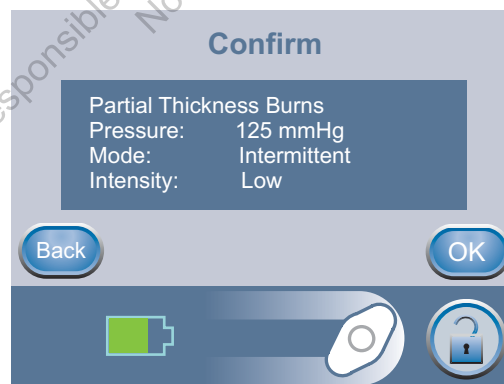 Confirm
Partial Thickness Burns
Pressure: 125 mmHg
Mode: Intermittent
Intensity: Low
Back
OK